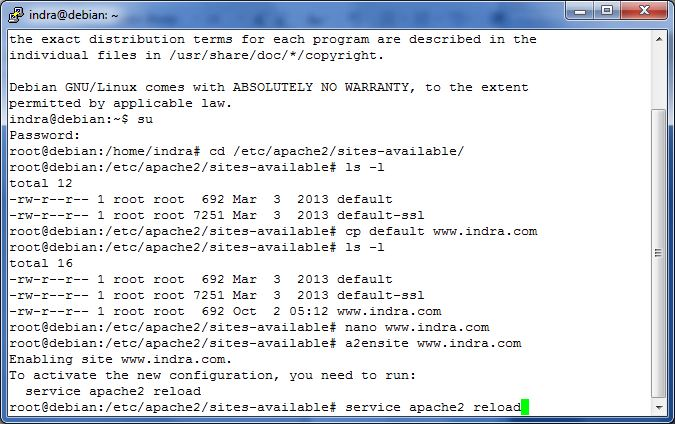 indra@debian: ~
the exact distribution terms for each program are described in the
individual files in /usr/share/doc/*/copyright.
Debian GNU/Linux comes with ABSOLUTELY NO WARRANTY, to the extent
permitted by applicable law.
indra@debian:~$ su
Password:
root@debian:/home/indra# cd /etc/apache2/sites-available/
root@debian:/etc/apache2/sites-available# ls -l
total 12
-rw-r--r-- 1 root root  692 Mar  3  2013 default
-rw-r--r-- 1 root root 7251 Mar  3  2013 default-ssl
root@debian:/etc/apache2/sites-available# cp default www.indra.com
root@debian:/etc/apache2/sites-available# ls -l
total 16
-rw-r--r-- 1 root root  692 Mar  3  2013 default
-rw-r--r-- 1 root root 7251 Mar  3  2013 default-ssl
-rw-r--r-- 1 root root  692 Oct  2 05:12 www.indra.com
root@debian:/etc/apache2/sites-available# nano www.indra.com
root@debian:/etc/apache2/sites-available# a2ensite www.indra.com
Enabling site www.indra.com.
To activate the new configuration, you need to run:
  service apache2 reload
root@debian:/etc/apache2/sites-available# service apache2 reload